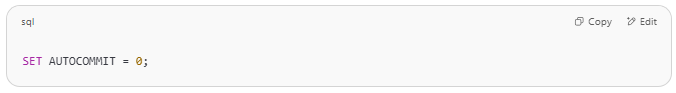 sql
Copy
Edit
SET AUTOCOMMIT = 0;